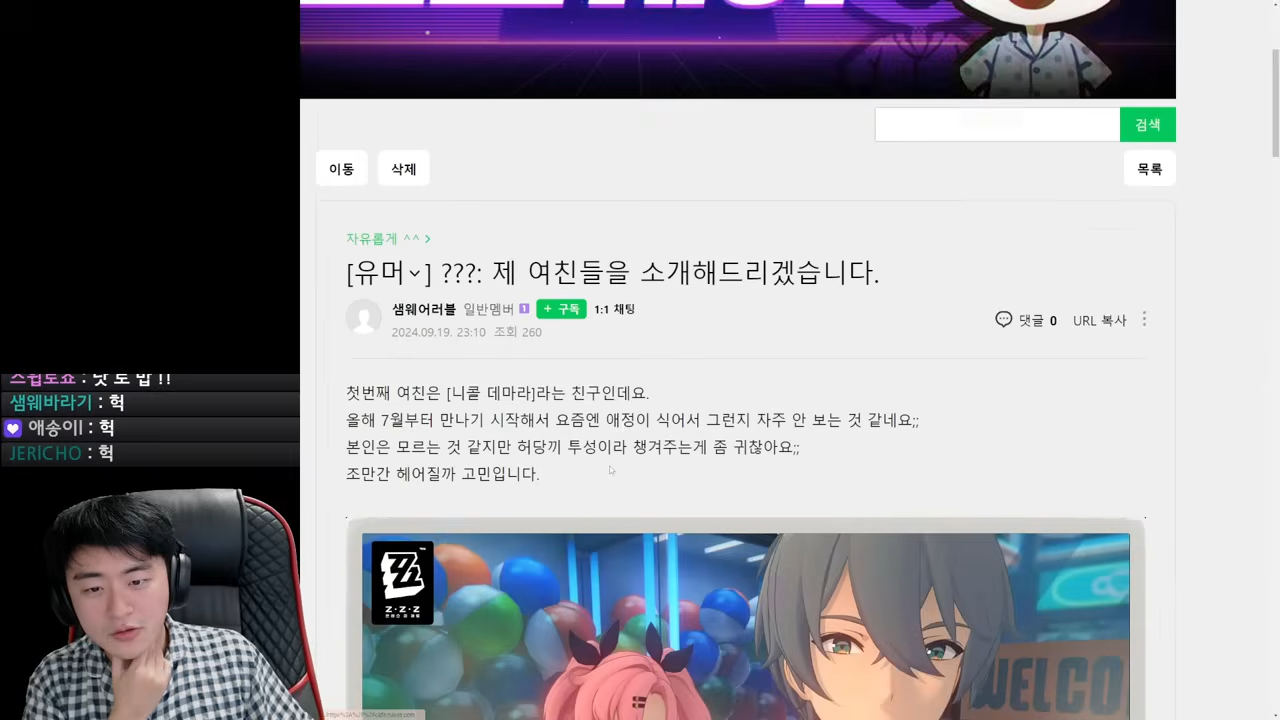 검색
이동
삭제
목록
자유롭게 ^^ >
[유머] ???: 제 여친들을 소개해드리겠습니다.
샘웨어러블 일반멤버 1 + 구독 1:1 채팅
2024.09.19. 23:10 조회 260
댓글 0 URL 복사
첫번째 여친은 [니콜 데마라]라는 친구인데요.
올해 7월부터 만나기 시작해서 요즘엔 애정이 식어서 그런지 자주 안 보는 것 같네요;;
본인은 모르는 것 같지만 허당끼 투성이라 챙겨주는게 좀 귀찮아요;;
조만간 헤어질까 고민입니다.
샘웨바라기 : 헉
애송이l : 헉
JERICHO : 헉
Z·Z·Z
WELCO